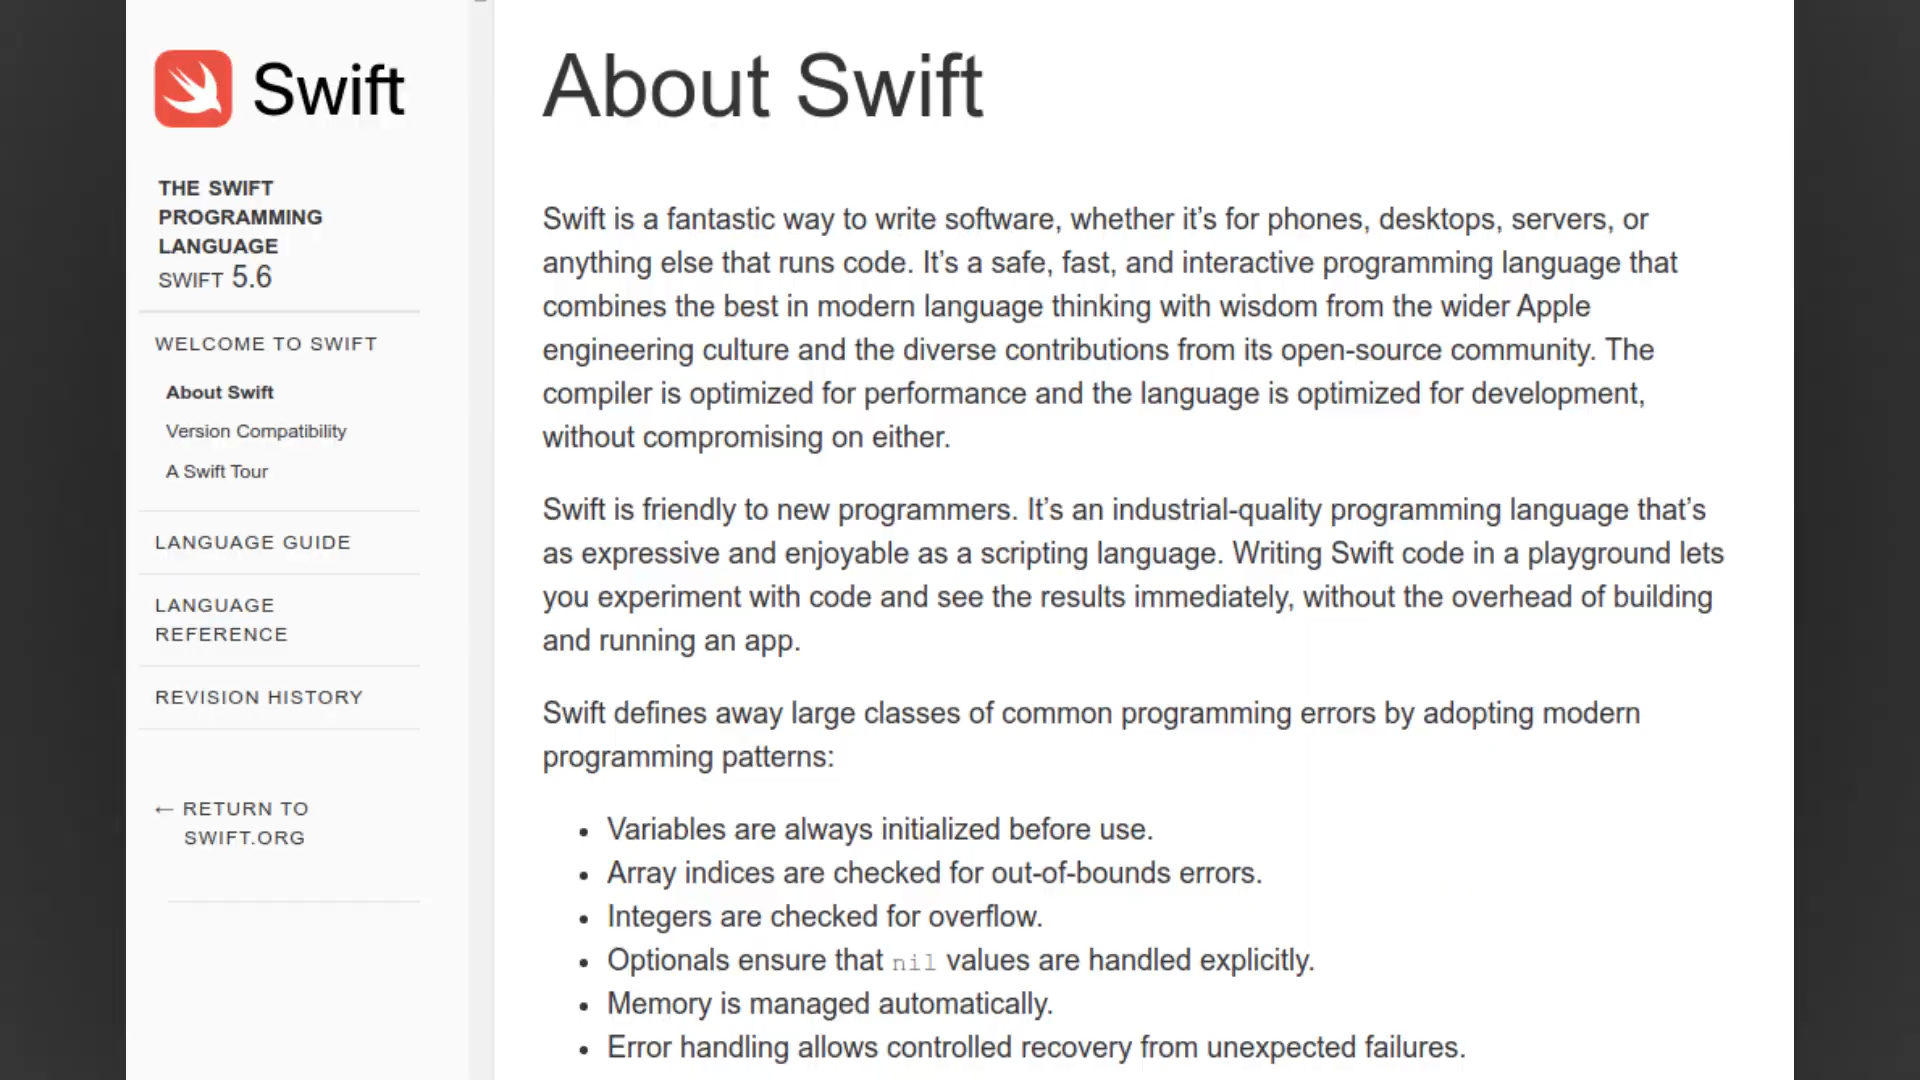 Swift
THE SWIFT
PROGRAMMING
LANGUAGE
SWIFT 5.6
WELCOME TO SWIFT
About Swift
Version Compatibility
A Swift Tour
LANGUAGE GUIDE
LANGUAGE
REFERENCE
REVISION HISTORY
← RETURN TO
SWIFT.ORG
About Swift
Swift is a fantastic way to write software, whether it’s for phones, desktops, servers, or
anything else that runs code. It’s a safe, fast, and interactive programming language that
combines the best in modern language thinking with wisdom from the wider Apple
engineering culture and the diverse contributions from its open-source community. The
compiler is optimized for performance and the language is optimized for development,
without compromising on either.
Swift is friendly to new programmers. It’s an industrial-quality programming language that’s
as expressive and enjoyable as a scripting language. Writing Swift code in a playground lets
you experiment with code and see the results immediately, without the overhead of building
and running an app.
Swift defines away large classes of common programming errors by adopting modern
programming patterns:
• Variables are always initialized before use.
• Array indices are checked for out-of-bounds errors.
• Integers are checked for overflow.
• Optionals ensure that nil values are handled explicitly.
• Memory is managed automatically.
• Error handling allows controlled recovery from unexpected failures.